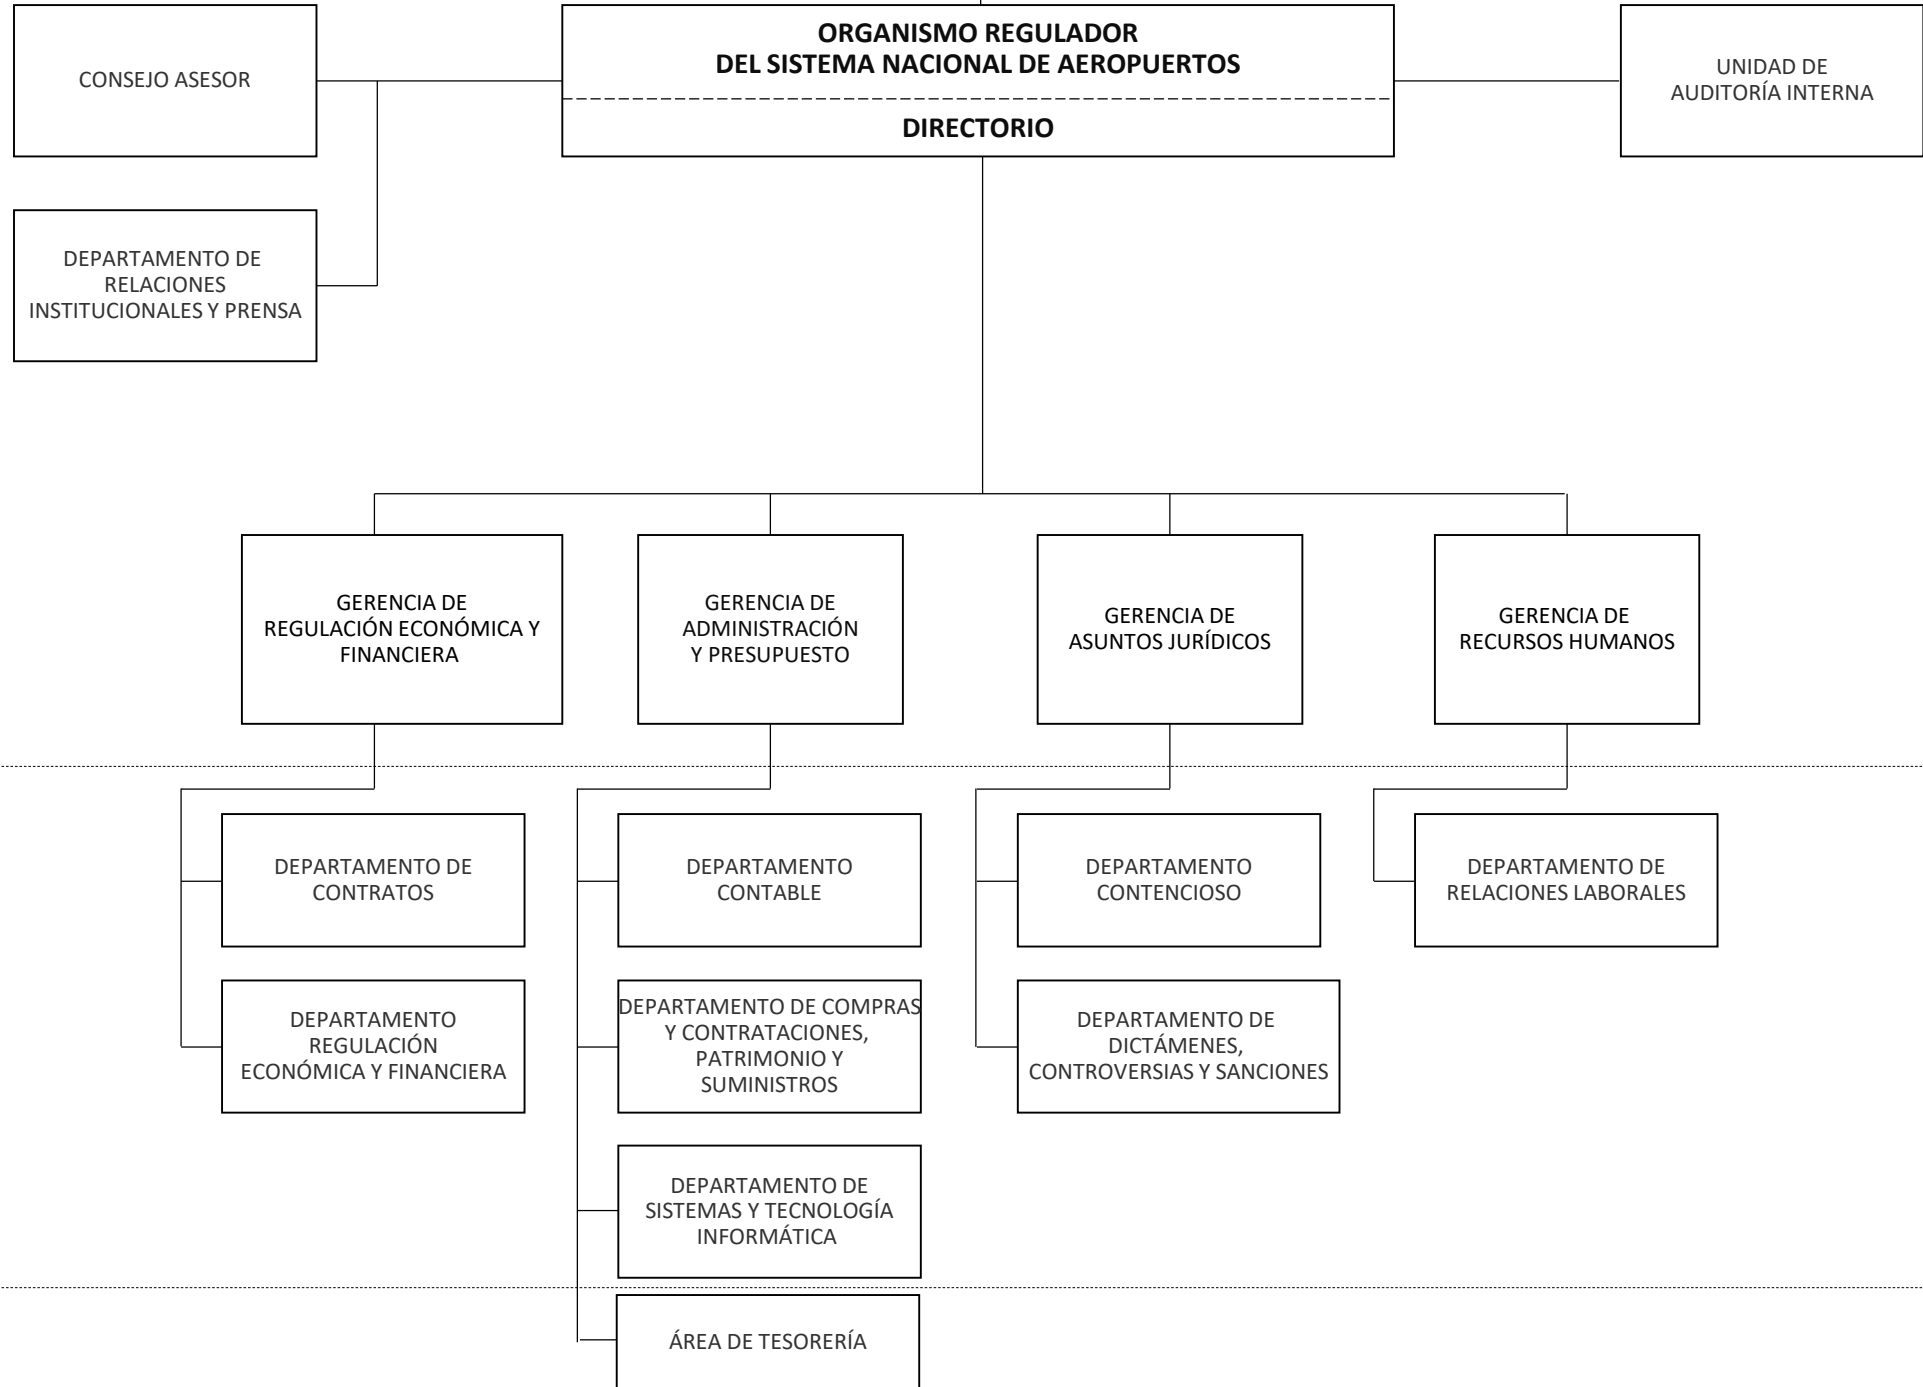 CONSEJO ASESOR
ORGANISMO REGULADOR
DEL SISTEMA NACIONAL DE AEROPUERTOS
DIRECTORIO
UNIDAD DE
AUDITORÍA INTERNA
DEPARTAMENTO DE
RELACIONES
INSTITUCIONALES Y PRENSA
GERENCIA DE
REGULACIÓN ECONÓMICA Y
FINANCIERA
GERENCIA DE
ADMINISTRACIÓN
Y PRESUPUESTO
GERENCIA DE
ASUNTOS JURÍDICOS
GERENCIA DE
RECURSOS HUMANOS
DEPARTAMENTO DE
CONTRATOS
DEPARTAMENTO
CONTABLE
DEPARTAMENTO
CONTENCIOSO
DEPARTAMENTO DE
RELACIONES LABORALES
DEPARTAMENTO
REGULACIÓN
ECONÓMICA Y FINANCIERA
DEPARTAMENTO DE COMPRAS
Y CONTRATACIONES,
PATRIMONIO Y
SUMINISTROS
DEPARTAMENTO DE
DICTÁMENES,
CONTROVERSIAS Y SANCIONES
DEPARTAMENTO DE
SISTEMAS Y TECNOLOGÍA
INFORMÁTICA
ÁREA DE TESORERÍA